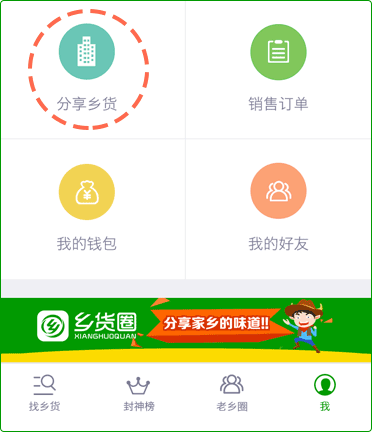 分享乡货
销售订单
¥
我的钱包
我的好友
乡货圈
XIANGHUOQUAN
分享家乡的味道!!
找乡货
封神榜
老乡圈
我